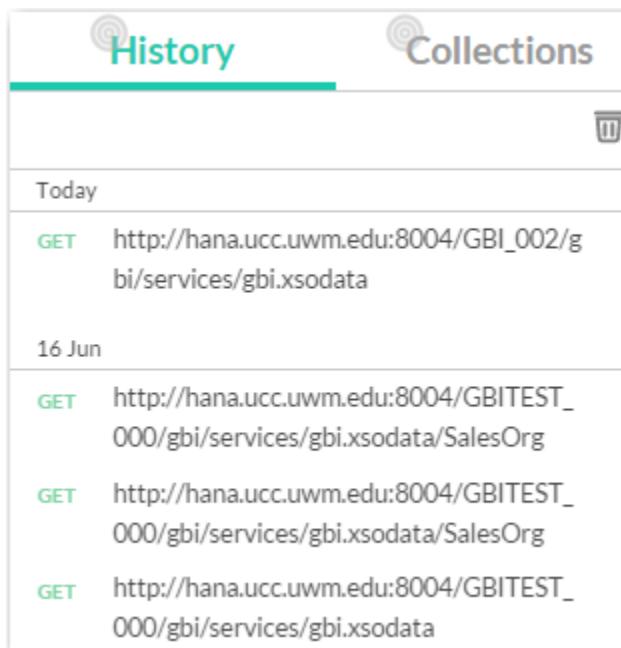 History Collections
Today
GET http://hana.ucc.uwm.edu:8004/GBI_002/g
bi/services/gbi.xsodata
16 Jun
GET http://hana.ucc.uwm.edu:8004/GBITEST_
000/gbi/services/gbi.xsodata/SalesOrg
GET http://hana.ucc.uwm.edu:8004/GBITEST_
000/gbi/services/gbi.xsodata/SalesOrg
GET http://hana.ucc.uwm.edu:8004/GBITEST_
000/gbi/services/gbi.xsodata